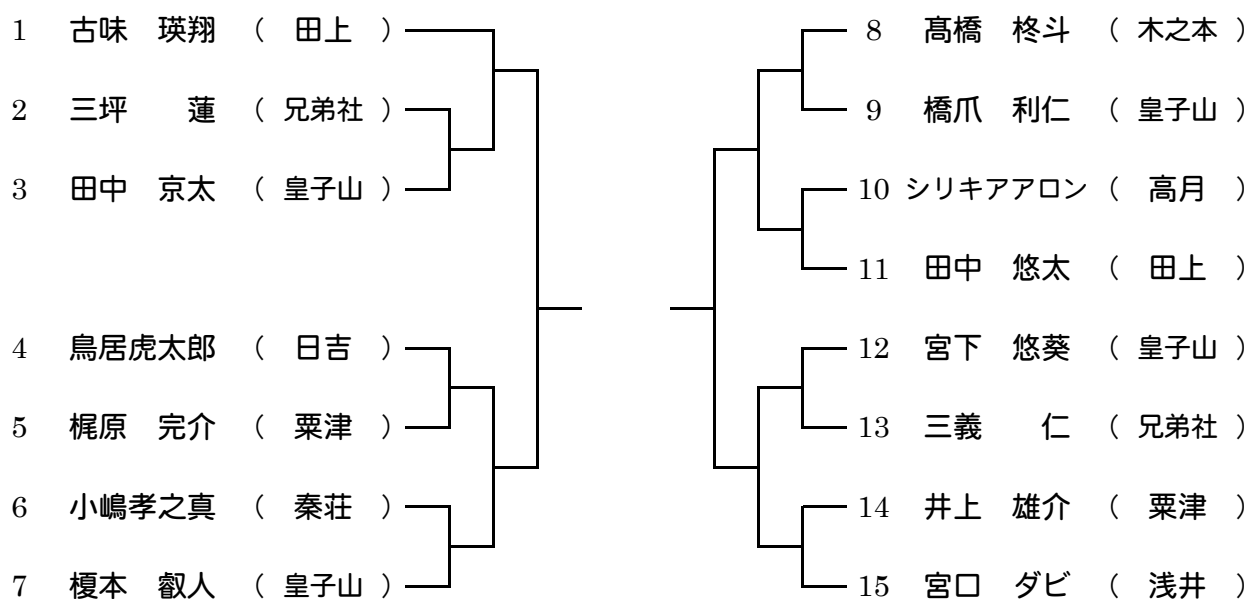 1 古味 瑛翔 （ 田上 ）
2 三坪 蓮 （ 兄弟社 ）
3 田中 京太 （ 皇子山 ）
4 鳥居虎太郎 （ 日吉 ）
5 梶原 完介 （ 粟津 ）
6 小嶋孝之真 （ 秦荘 ）
7 榎本 叡人 （ 皇子山 ）
8 髙橋 柊斗 （ 木之本 ）
9 橋爪 利仁 （ 皇子山 ）
10 シリキアアロン （ 高月 ）
11 田中 悠太 （ 田上 ）
12 宮下 悠葵 （ 皇子山 ）
13 三義 仁 （ 兄弟社 ）
14 井上 雄介 （ 粟津 ）
15 宮口 ダビ （ 浅井 ）